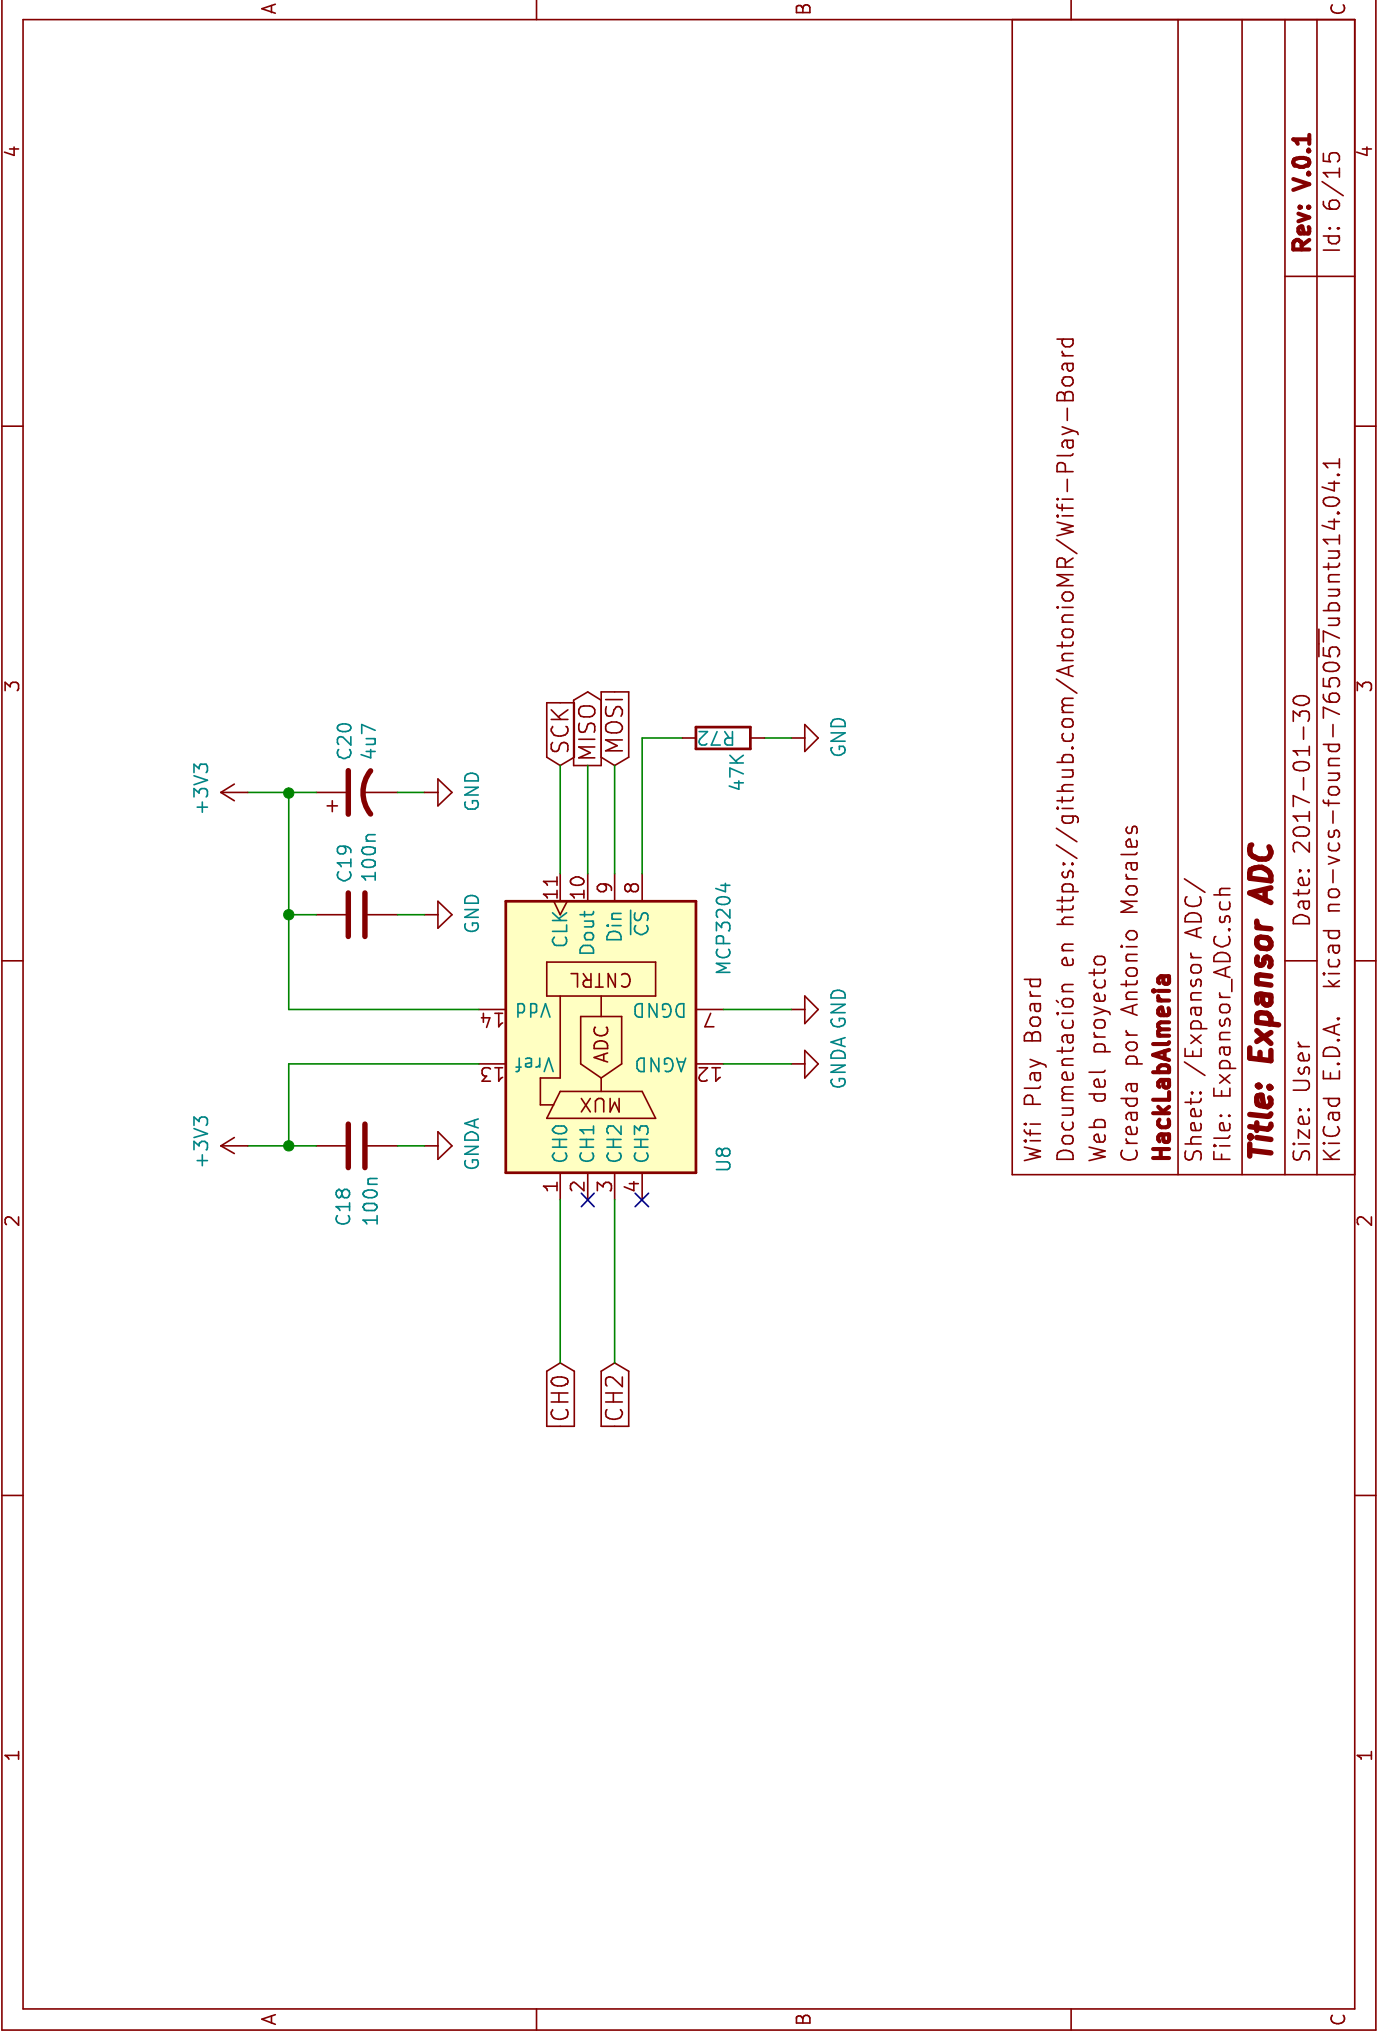 1
2
3
4
A
B
C
+3V3
C18
100n
GNDA
+3V3
C19
100n
C20
4u7
+
GND
GND
CH0
CH2
1
2
3
4
CH0
CH1
CH2
CH3
MUX
ADC
CNTRL
13
Vref
14
Vdd
CLK
Dout
Din
CS
11
10
9
8
SCK
MISO
MOSI
AGND
12
DGND
7
U8
MCP3204
GNDA
GND
R72
47K
GND
Wifi Play Board
Documentación en https://github.com/AntonioMR/Wifi-Play-Board
Web del proyecto
Creada por Antonio Morales
HackLabAlmeria
Sheet: /Expansor ADC/
File: Expansor_ADC.sch
Title: Expansor ADC
Size: User
Date: 2017-01-30
Rev: V.0.1
KiCad E.D.A. kicad no-vcs-found-765057ubuntu14.04.1
Id: 6/15
1
2
3
4
A
B
C